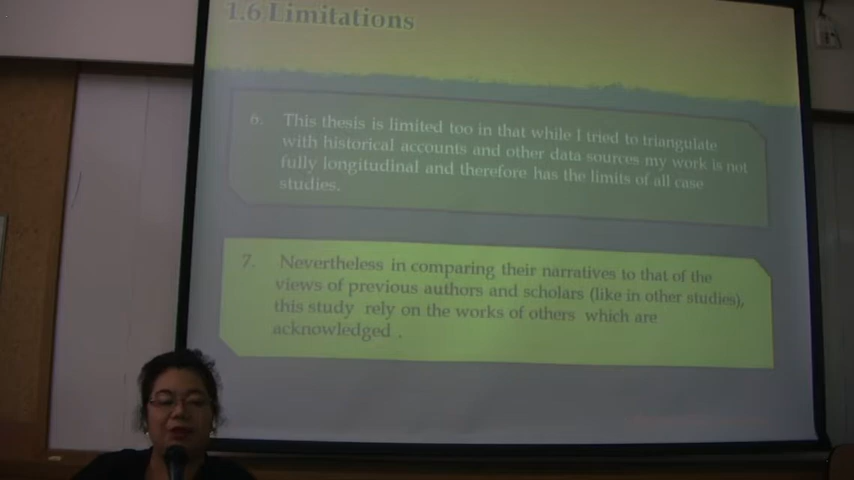 1.6 Limitations
6. This thesis is limited too in that while I tried to triangulate
with historical accounts and other data sources my work is not
fully longitudinal and therefore has the limits of all case
studies.
7. Nevertheless in comparing their narratives to that of the
views of previous authors and scholars (like in other studies),
this study rely on the works of others which are
acknowledged .